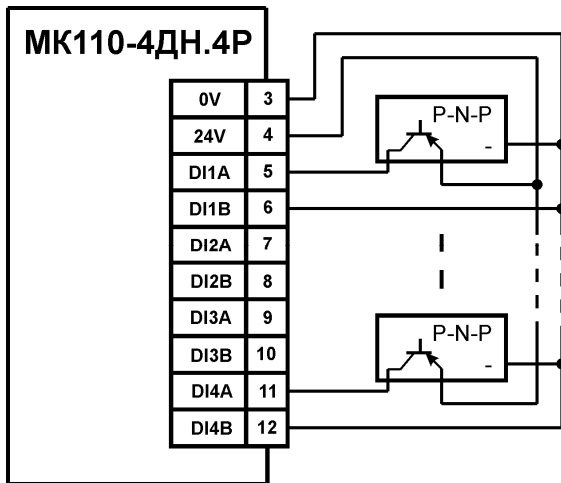 МК110-4ДН.4Р
0V 3
24V 4
P-N-P
-
DI1A 5
DI1B 6
DI2A 7
DI2B 8
DI3A 9
DI3B 10
P-N-P
-
DI4A 11
DI4B 12